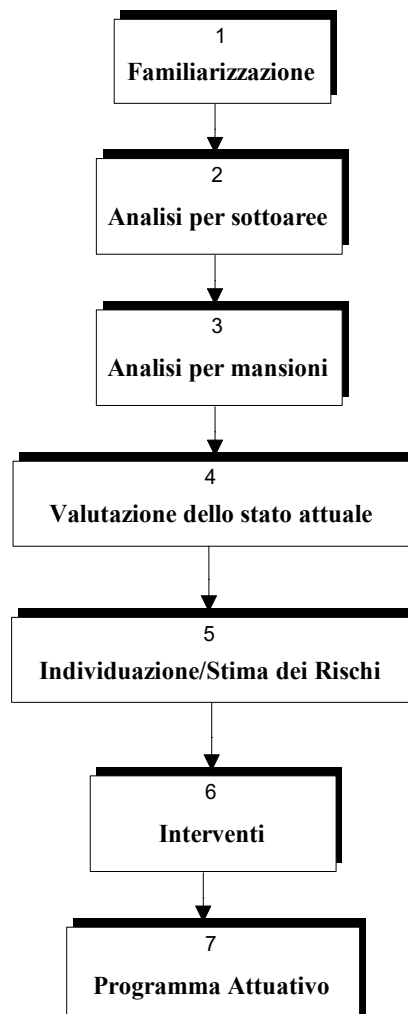 1
Familiarizzazione
2
Analisi per sottoaree
3
Analisi per mansioni
4
Valutazione dello stato attuale
5
Individuazione/Stima dei Rischi
6
Interventi
7
Programma Attuativo